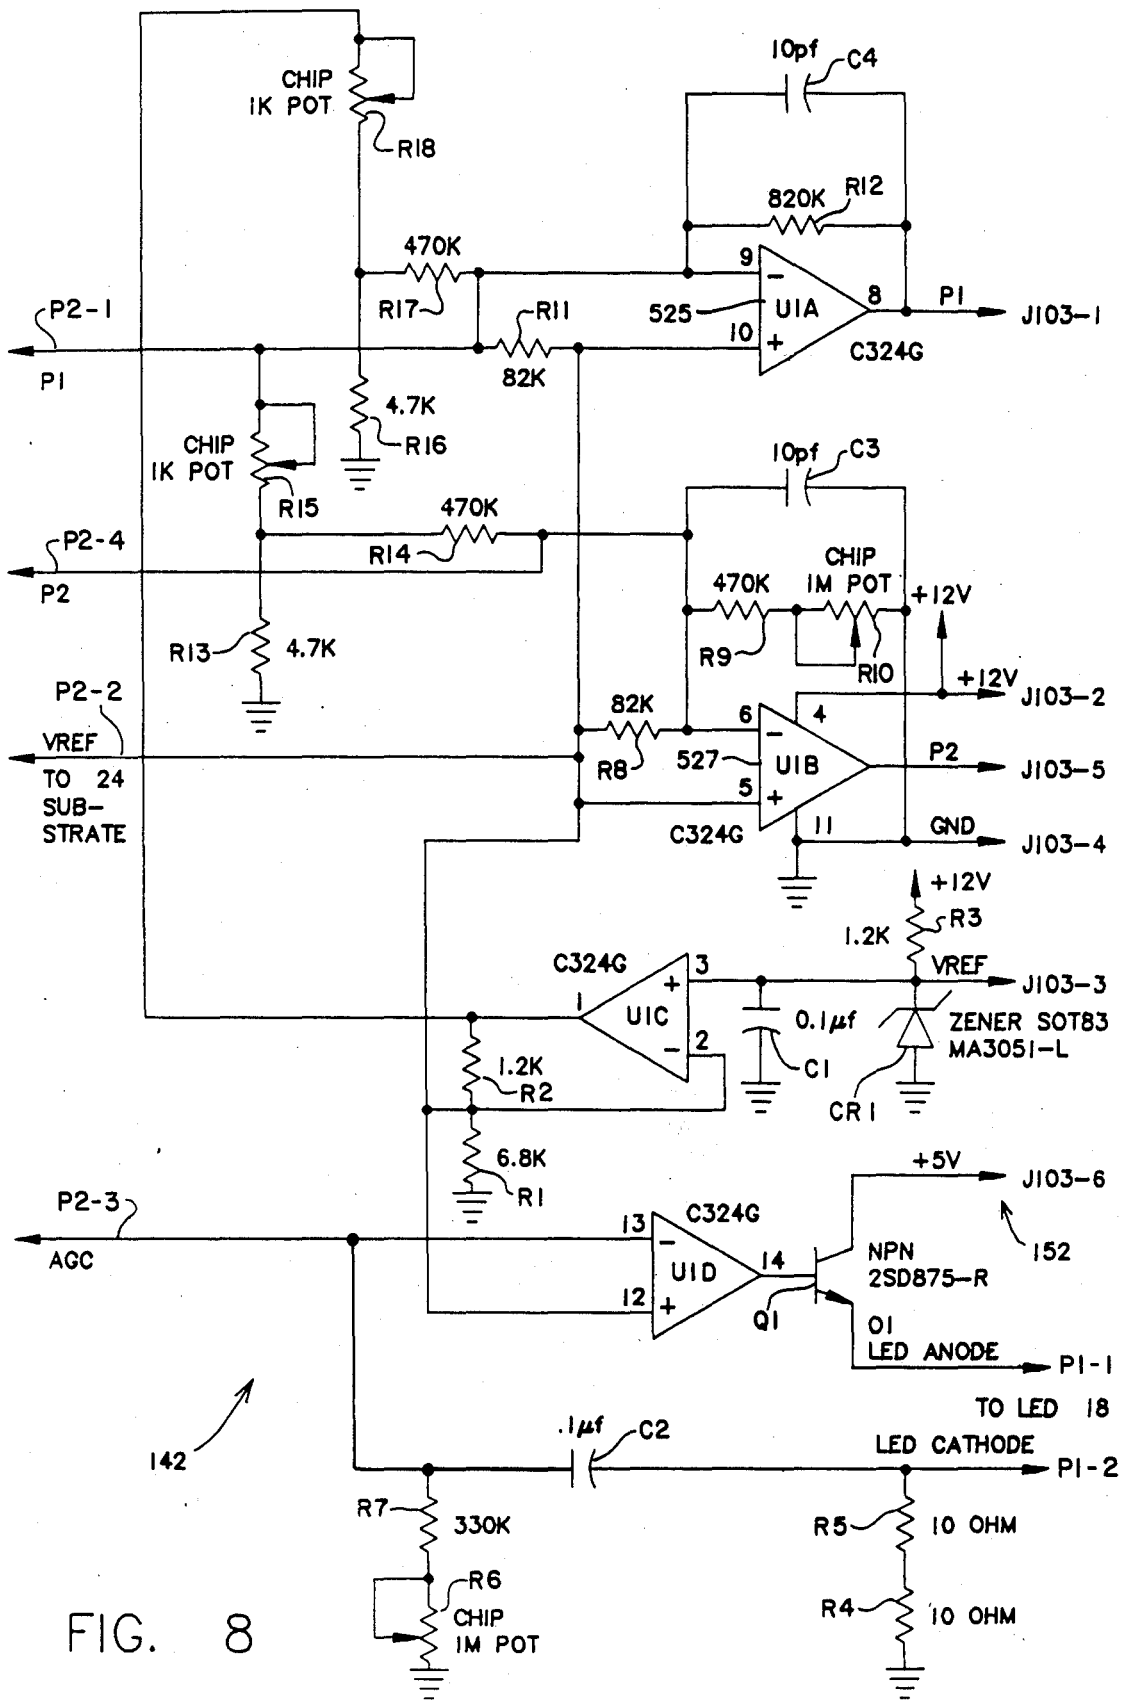 10pf
C4
CHIP
1K POT
R18
820K
R12
470K
9
-
8
P1
P2-1
R17
R11
525
U1A
J103-1
10
+
C324G
P1
82K
4.7K
R16
CHIP
1K POT
10pf
C3
R15
470K
P2-4
R14
CHIP
1M POT
P2
470K
+12V
R13
4.7K
R9
R10
+12V
J103-2
P2-2
82K
6
4
-
VREF
R8
527
U1B
P2
J103-5
TO 24
SUB-
STRATE
5
+
C324G
11
GND
J103-4
+12V
R3
1.2K
C324G
3
VREF
J103-3
1
+
U1C
0.1µf
ZENER SOT83
MA3051-L
-
2
1.2K
R2
C1
CR1
6.8K
R1
+5V
J103-6
P2-3
C324G
13
-
152
AGC
U1D
14
NPN
2SD875-R
12
+
Q1
01
LED ANODE
P1-1
TO LED 18
142
.1µf
C2
LED CATHODE
P1-2
R7
330K
R5
10 OHM
R6
CHIP
1M POT
R4
10 OHM
FIG. 8